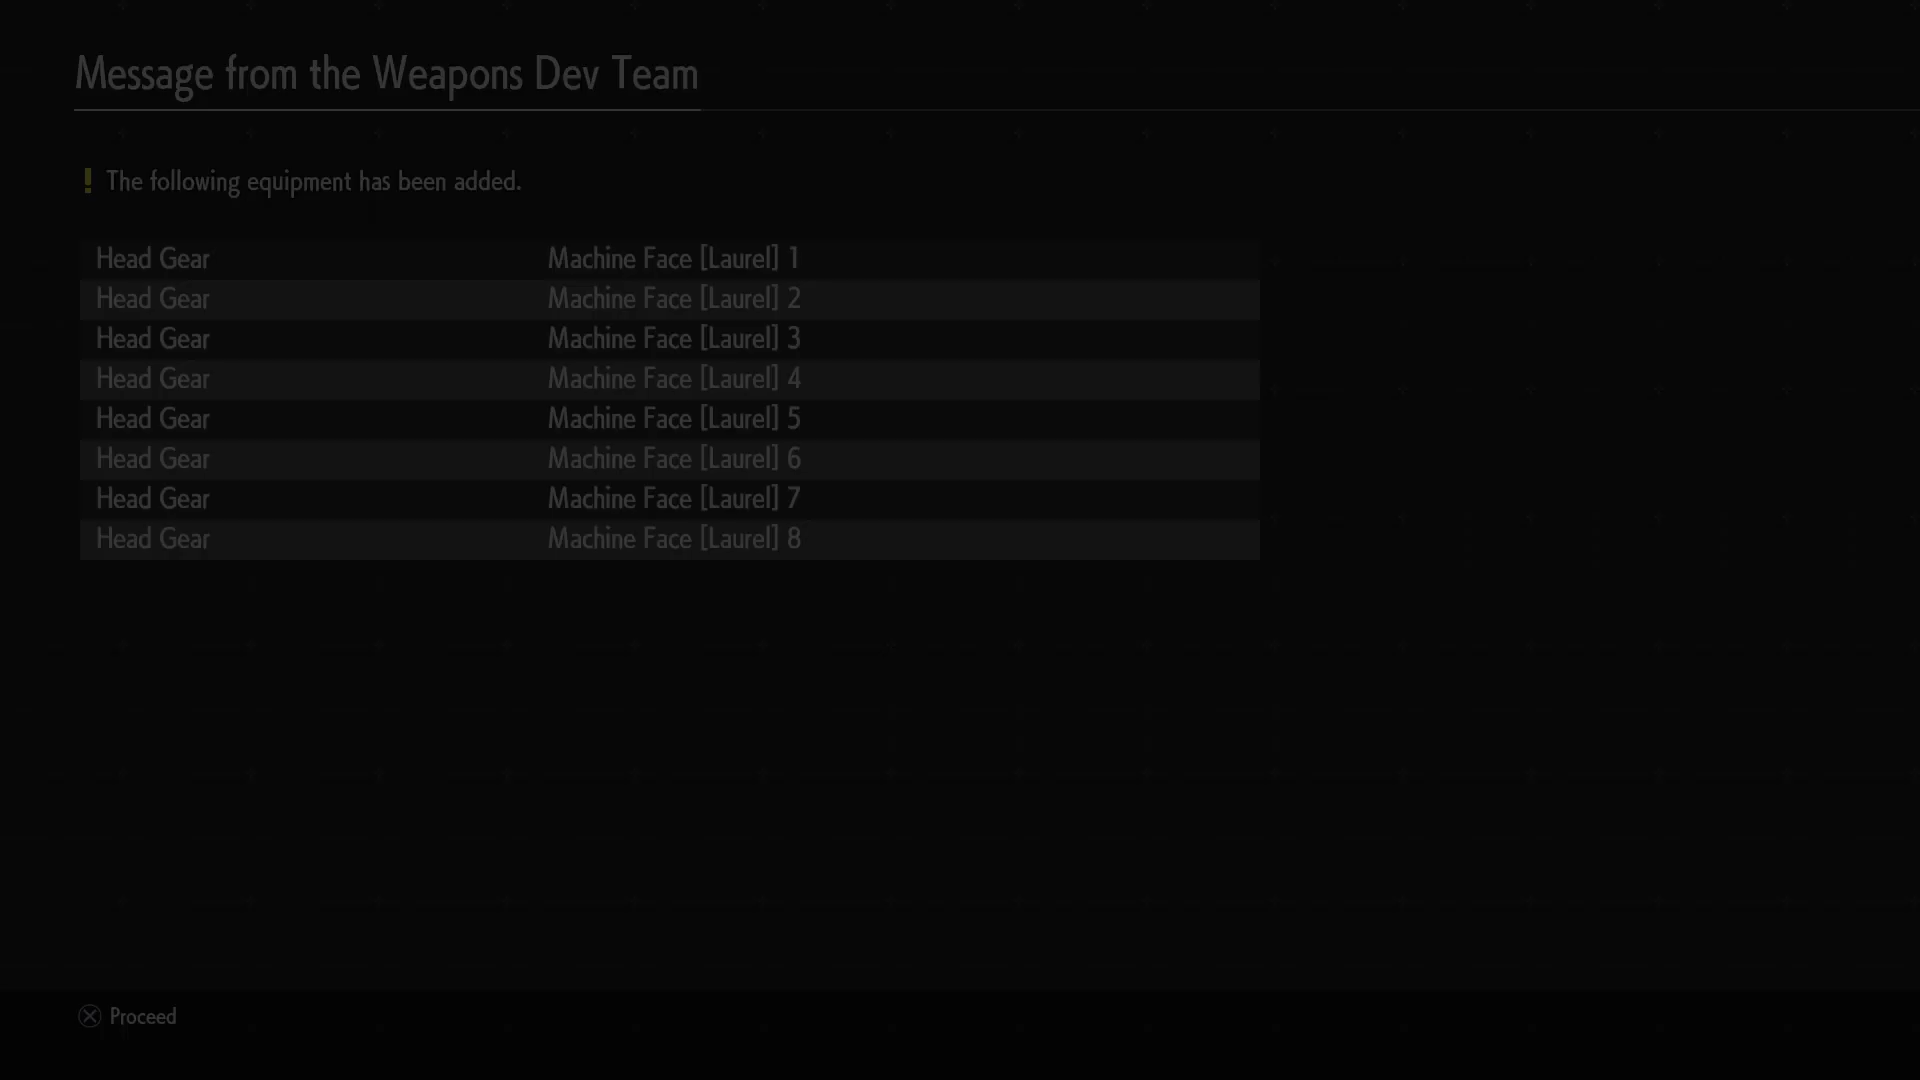 Message from the Weapons Dev Team
! The following equipment has been added.
Head Gear Machine Face [Laurel] 1
Head Gear Machine Face [Laurel] 2
Head Gear Machine Face [Laurel] 3
Head Gear Machine Face [Laurel] 4
Head Gear Machine Face [Laurel] 5
Head Gear Machine Face [Laurel] 6
Head Gear Machine Face [Laurel] 7
Head Gear Machine Face [Laurel] 8
Proceed